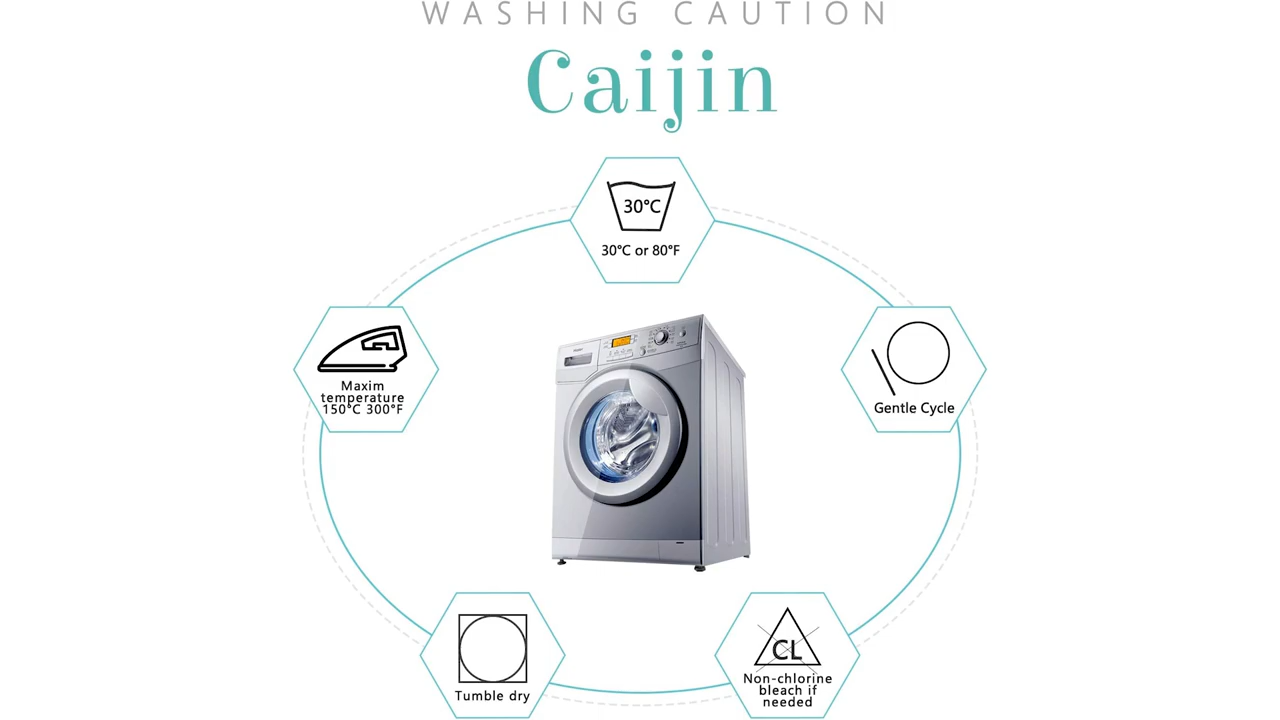 WASHING CAUTION
Caijin
30°C
30°C or 80°F
Maxim
temperature
150°C 300°F
Gentle Cycle
Tumble dry
CL
Non-chlorine
bleach if
needed